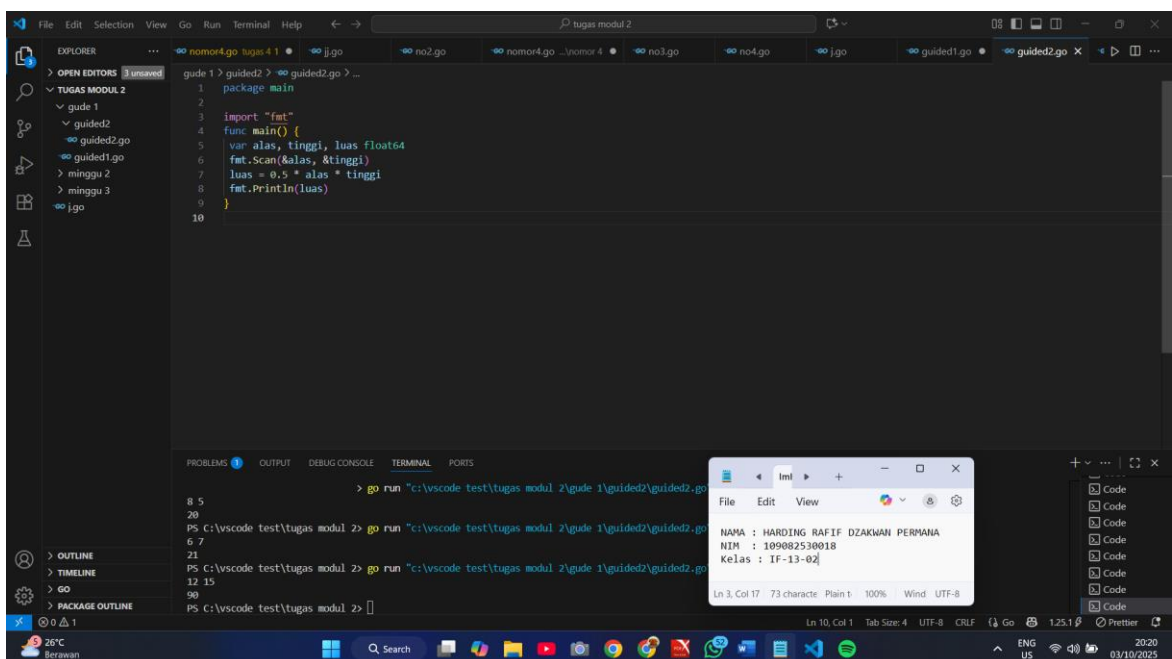 File Edit Selection View Go Run Terminal Help
tugas modul 2
EXPLORER
nomor4.go tugas 4 1
jj.go
no2.go
nomor4.go ...\nomor 4
no3.go
no4.go
j.go
guided1.go
guided2.go
OPEN EDITORS 3 unsaved
TUGAS MODUL 2
gude 1
guided2
guided2.go
guided1.go
minggu 2
minggu 3
j.go
gude 1 > guided2 > guided2.go > ...
1 package main
2
3 import "fmt"
4 func main() {
5 var alas, tinggi, luas float64
6 fmt.Scan(&alas, &tinggi)
7 luas = 0.5 * alas * tinggi
8 fmt.Println(luas)
9 }
10
PROBLEMS 1 OUTPUT DEBUG CONSOLE TERMINAL PORTS
> go run "c:\vscode test\tugas modul 2\gude 1\guided2\guided2.go"
8 5
20
PS C:\vscode test\tugas modul 2> go run "c:\vscode test\tugas modul 2\gude 1\guided2\guided2.go
6 7
21
PS C:\vscode test\tugas modul 2> go run "c:\vscode test\tugas modul 2\gude 1\guided2\guided2.go
12 15
90
PS C:\vscode test\tugas modul 2>
File Edit View
NAMA : HARDING RAFIF DZAKWAN PERMANA
NIM : 109082530018
Kelas : IF-13-02
Ln 3, Col 17 73 characte Plain t 100% Wind UTF-8
Code
Code
Code
Code
Code
Code
Code
Code
OUTLINE
TIMELINE
GO
PACKAGE OUTLINE
0 1
Ln 10, Col 1 Tab Size: 4 UTF-8 CRLF Go 1.25.1 Prettier
26°C
Berawan
Search
ENG
US
20:20
03/10/2025